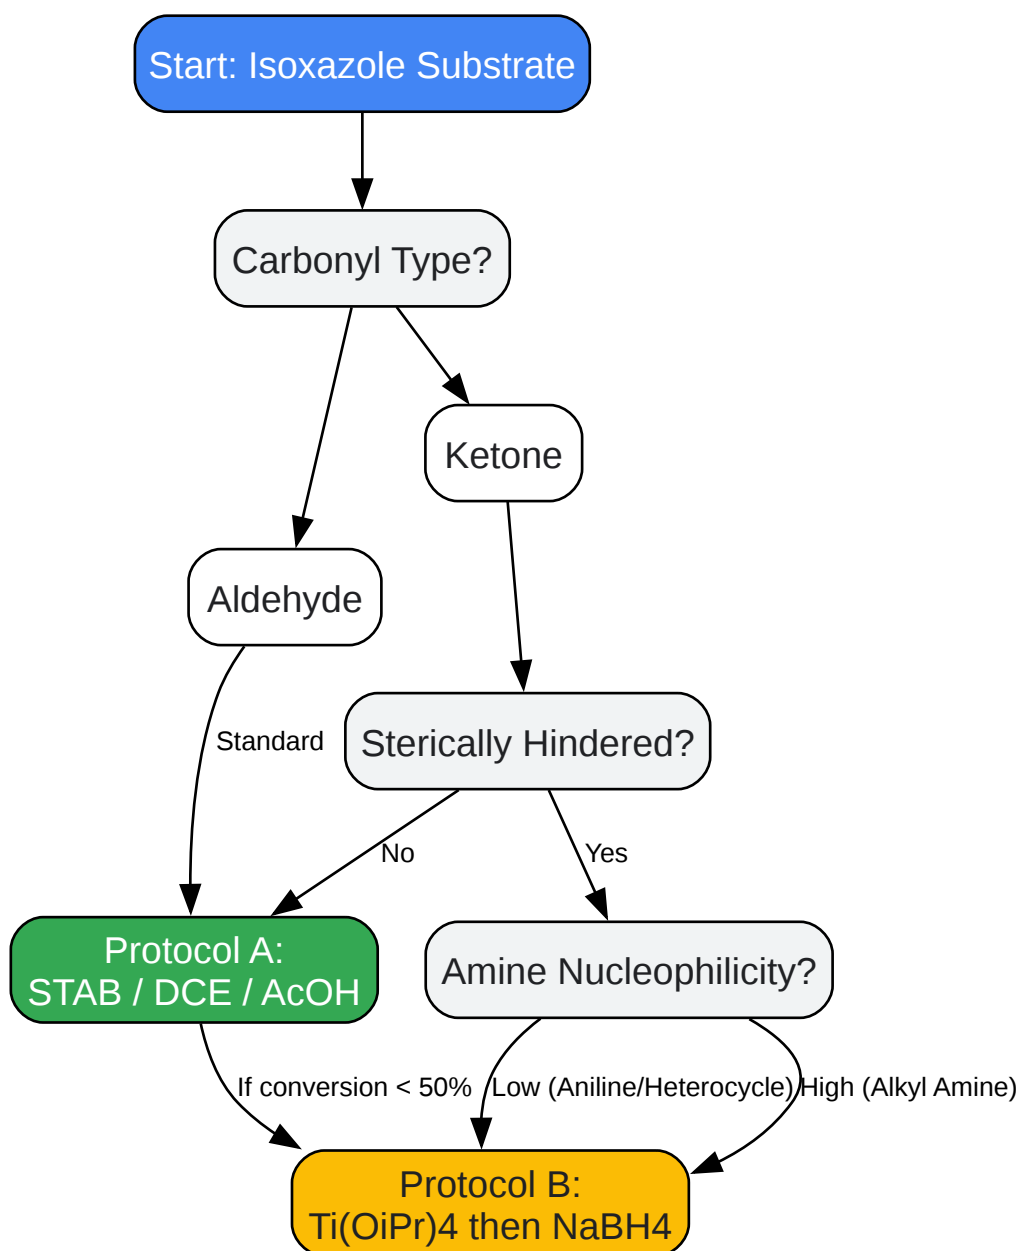 Start: Isoxazole Substrate
Carbonyl Type?
Ketone
Aldehyde
Standard
Sterically Hindered?
No
Yes
Protocol A:
STAB / DCE / AcOH
Amine Nucleophilicity?
If conversion < 50%
Low (Aniline/Heterocycle)
High (Alkyl Amine)
Protocol B:
Ti(OiPr)4 then NaBH4